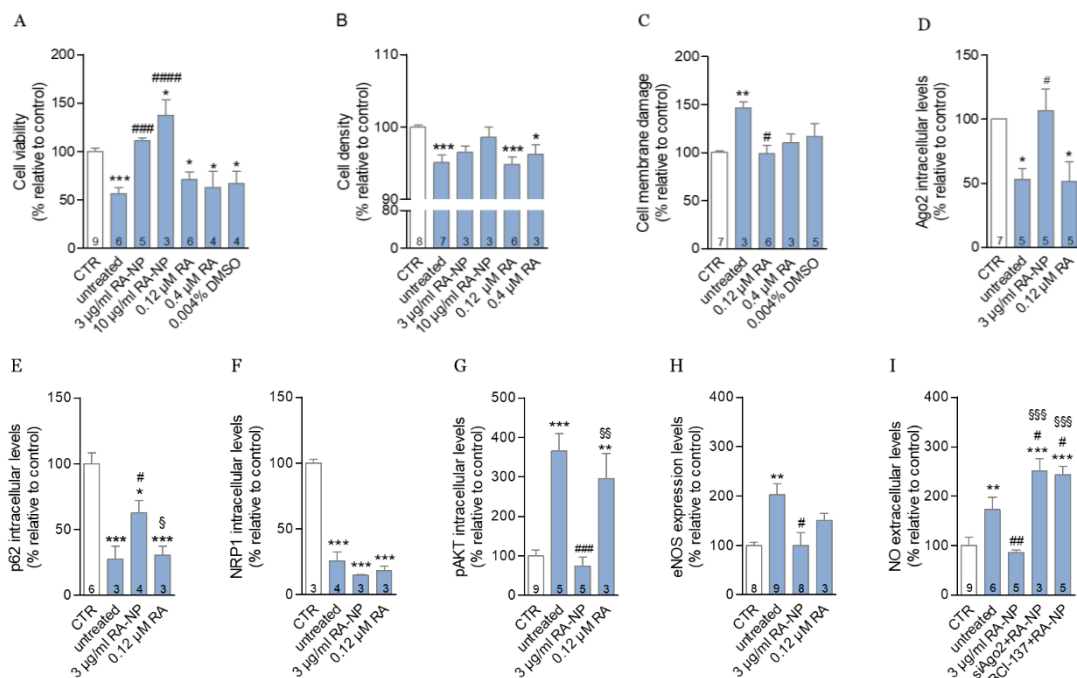 A
Cell viability
(% relative to control)
200
150
100
50
0
***
###
####
*
*
*
*
9
6
5
3
6
4
4
CTR
untreated
3 µg/ml RA-NP
10 µg/ml RA-NP
0.12 µM RA
0.4 µM RA
0.004% DMSO
B
Cell density
(% relative to control)
110
100
90
80
0
***
***
*
8
7
3
3
6
3
CTR
untreated
3 µg/ml RA-NP
10 µg/ml RA-NP
0.12 µM RA
0.4 µM RA
C
Cell membrane damage
(% relative to control)
200
150
100
50
0
**
#
7
3
6
3
5
CTR
untreated
0.12 µM RA
0.4 µM RA
0.004% DMSO
D
Ago2 intracellular levels
(% relative to control)
150
100
50
0
*
#
*
7
5
5
5
CTR
untreated
3 µg/ml RA-NP
0.12 µM RA
E
p62 intracellular levels
(% relative to control)
150
100
50
0
***
#
*
§
***
6
3
4
3
CTR
untreated
3 µg/ml RA-NP
0.12 µM RA
F
NRP1 intracellular levels
(% relative to control)
150
100
50
0
***
***
***
3
4
3
3
CTR
untreated
3 µg/ml RA-NP
0.12 µM RA
G
pAKT intracellular levels
(% relative to control)
500
400
300
200
100
0
***
###
§§
**
9
5
5
3
CTR
untreated
3 µg/ml RA-NP
0.12 µM RA
H
eNOS expression levels
(% relative to control)
400
300
200
100
0
**
#
8
9
8
3
CTR
untreated
3 µg/ml RA-NP
0.12 µM RA
I
NO extracellular levels
(% relative to control)
400
300
200
100
0
**
##
§§§
#
***
§§§
#
***
9
6
5
3
5
CTR
untreated
3 µg/ml RA-NP
siAgo2+RA-NP
BCI-137+RA-NP